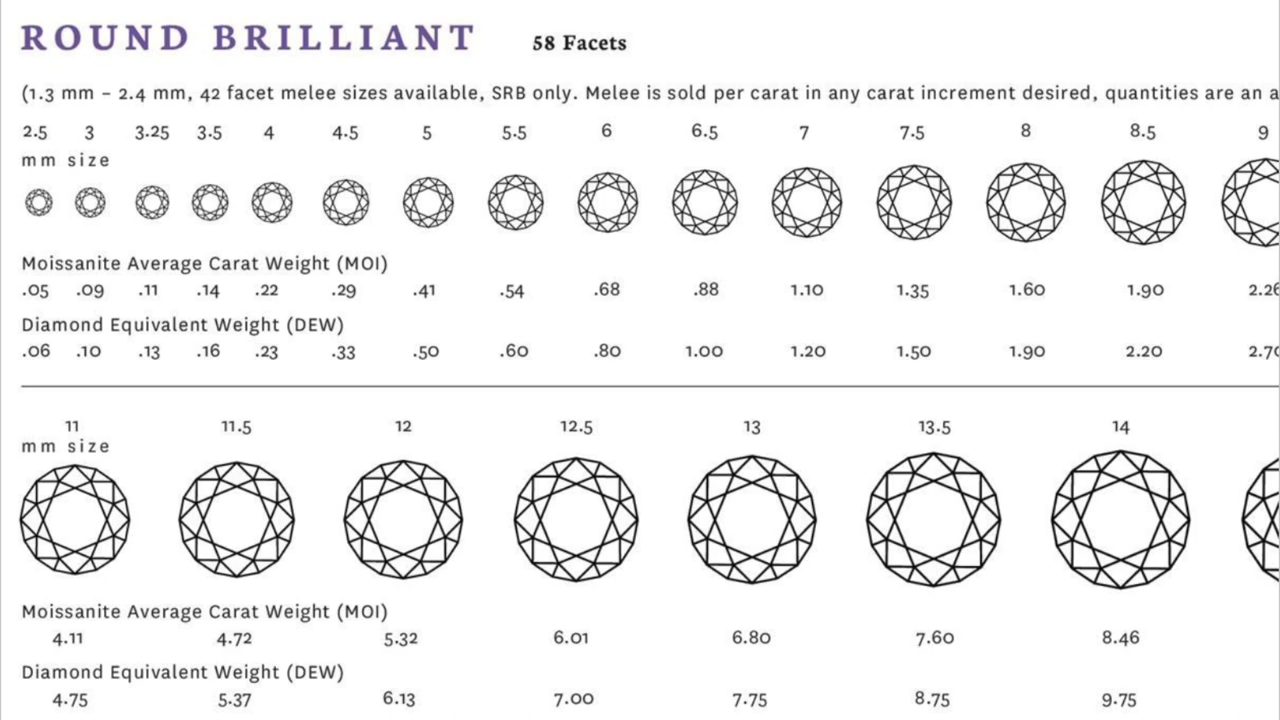 ROUND BRILLIANT 58 Facets
(1.3 mm – 2.4 mm, 42 facet melee sizes available, SRB only. Melee is sold per carat in any carat increment desired, quantities are an
2.5 3 3.25 3.5 4 4.5 5 5.5 6 6.5 7 7.5 8 8.5 9
mm size
Moissanite Average Carat Weight (MOI)
.05 .09 .11 .14 .22 .29 .41 .54 .68 .88 1.10 1.35 1.60 1.90 2.26
Diamond Equivalent Weight (DEW)
.06 .10 .13 .16 .23 .33 .50 .60 .80 1.00 1.20 1.50 1.90 2.20 2.70
11 11.5 12 12.5 13 13.5 14
mm size
Moissanite Average Carat Weight (MOI)
4.11 4.72 5.32 6.01 6.80 7.60 8.46
Diamond Equivalent Weight (DEW)
4.75 5.37 6.13 7.00 7.75 8.75 9.75